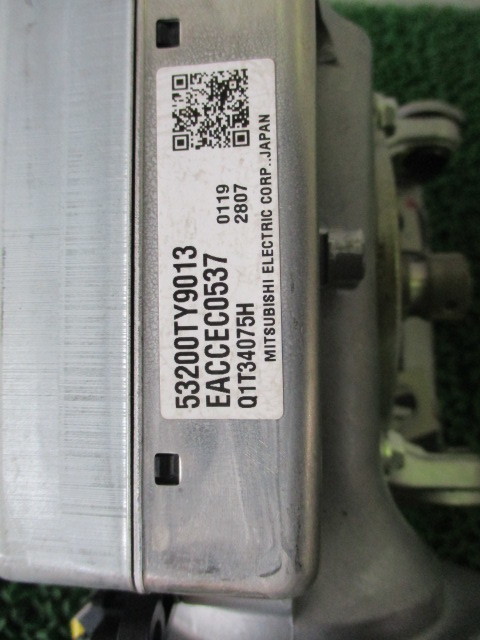 53200TY9013
EACCEC0537
Q1T34075H
0119
2807
MITSUBISHI ELECTRIC CORP. JAPAN